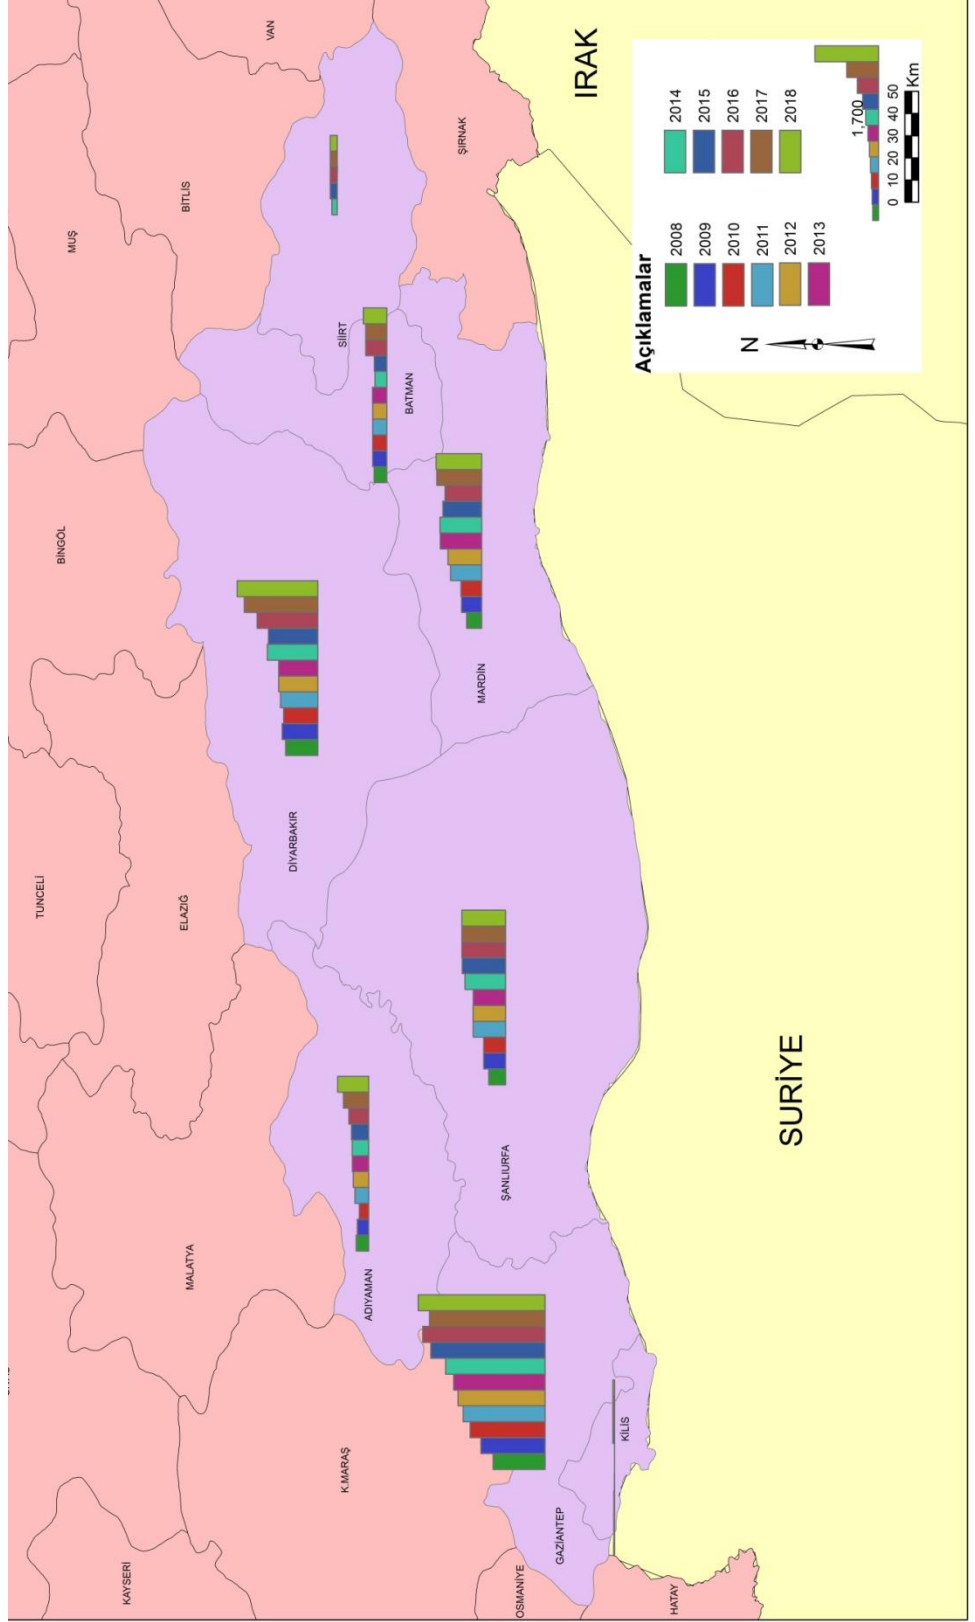 KAYSERİ
K.MARAŞ
MALATYA
TUNCELİ
ELAZIĞ
BİNGÖL
MUŞ
BİTLİS
VAN
OSMANİYE
HATAY
GAZİANTEP
KİLİS
ADIYAMAN
ŞANLIURFA
DİYARBAKIR
MARDİN
BATMAN
SİİRT
ŞIRNAK
SURİYE
IRAK
Açıklamalar
2008
2009
2010
2011
2012
2013
2014
2015
2016
2017
2018
N
1,700
0 10 20 30 40 50
Km